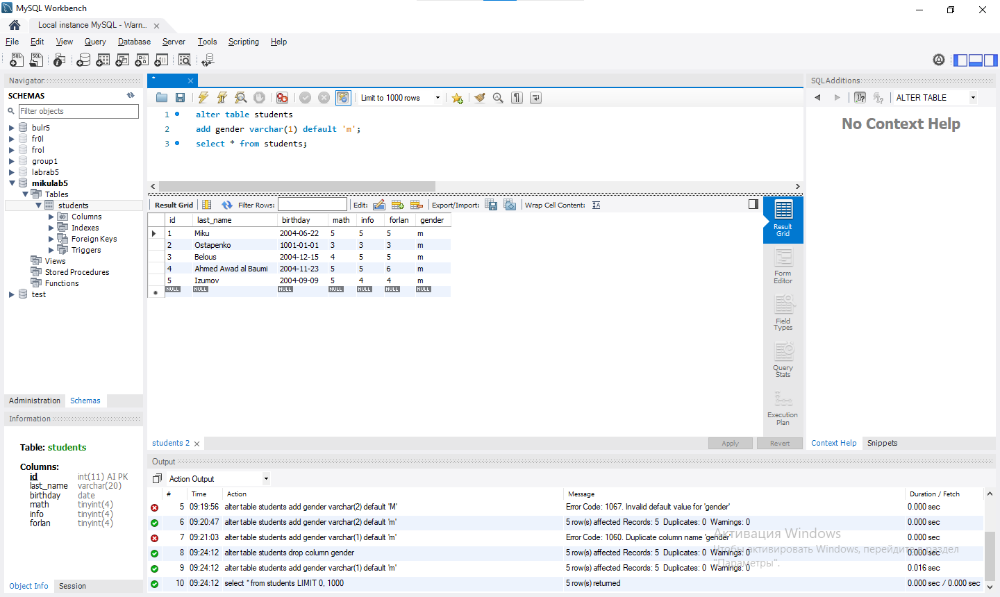 MySQL Workbench
Local instance MySQL - Warn...
File Edit View Query Database Server Tools Scripting Help
Navigator
SCHEMAS
Filter objects
bulr5
fr0l
frol
group1
labrab5
mikulab5
Tables
students
Columns
Indexes
Foreign Keys
Triggers
Views
Stored Procedures
Functions
test
Administration Schemas
Information
Table: students
Columns:
id int(11) AI PK
last_name varchar(20)
birthday date
math tinyint(4)
info tinyint(4)
forlan tinyint(4)
Object Info Session
*
Limit to 1000 rows
1 alter table students
2 add gender varchar(1) default 'm';
3 select * from students;
Result Grid Filter Rows: Edit: Export/Import: Wrap Cell Content:
id last_name birthday math info forlan gender
1 Miku 2004-06-22 5 5 5 m
2 Ostapenko 1001-01-01 3 3 3 m
3 Belous 2004-12-15 4 5 5 m
4 Ahmed Awad al Baumi 2004-11-23 5 5 6 m
5 Izumov 2004-09-09 5 4 4 m
NULL NULL NULL NULL NULL NULL NULL
Result
Grid
Form
Editor
Field
Types
Query
Stats
Execution
Plan
students 2
Apply Revert
SQLAdditions
ALTER TABLE
No Context Help
Context Help Snippets
Output
Action Output
# Time Action Message Duration / Fetch
5 09:19:56 alter table students add gender varchar(2) default 'M' Error Code: 1067. Invalid default value for 'gender' 0.000 sec
6 09:20:47 alter table students add gender varchar(2) default 'm' 5 row(s) affected Records: 5 Duplicates: 0 Warnings: 0 0.000 sec
7 09:21:03 alter table students add gender varchar(1) default 'm' Error Code: 1060. Duplicate column name 'gender' 0.000 sec
8 09:24:12 alter table students drop column gender 5 row(s) affected Records: 5 Duplicates: 0 Warnings: 0 0.000 sec
9 09:24:12 alter table students add gender varchar(1) default 'm' 5 row(s) affected Records: 5 Duplicates: 0 Warnings: 0 0.016 sec
10 09:24:12 select * from students LIMIT 0, 1000 5 row(s) returned 0.000 sec / 0.000 sec
Активация Windows
Чтобы активировать Windows, перейдите в раздел
"Параметры".